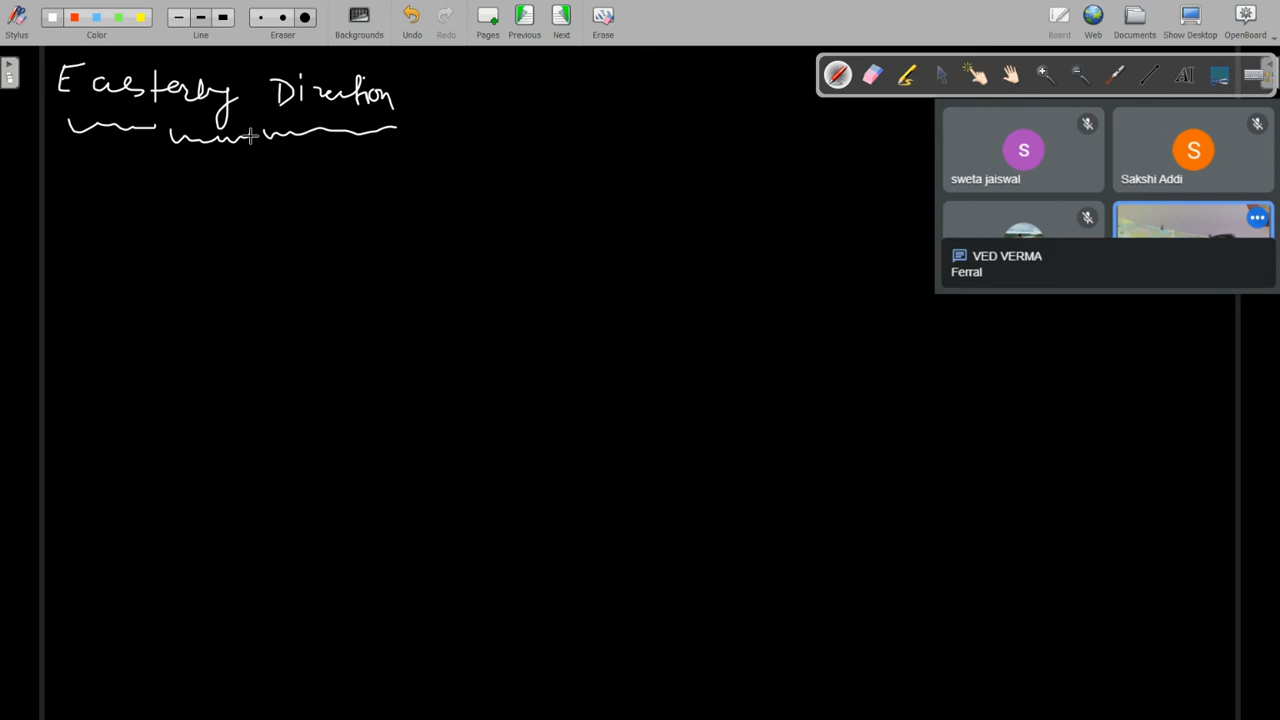 Stylus
Color
Line
Eraser
Backgrounds
Undo
Redo
Pages
Previous
Next
Erase
Board
Web
Documents
Show Desktop
OpenBoard
Easterly Direction
S
sweta jaiswal
S
Sakshi Addi
VED VERMA
Ferral